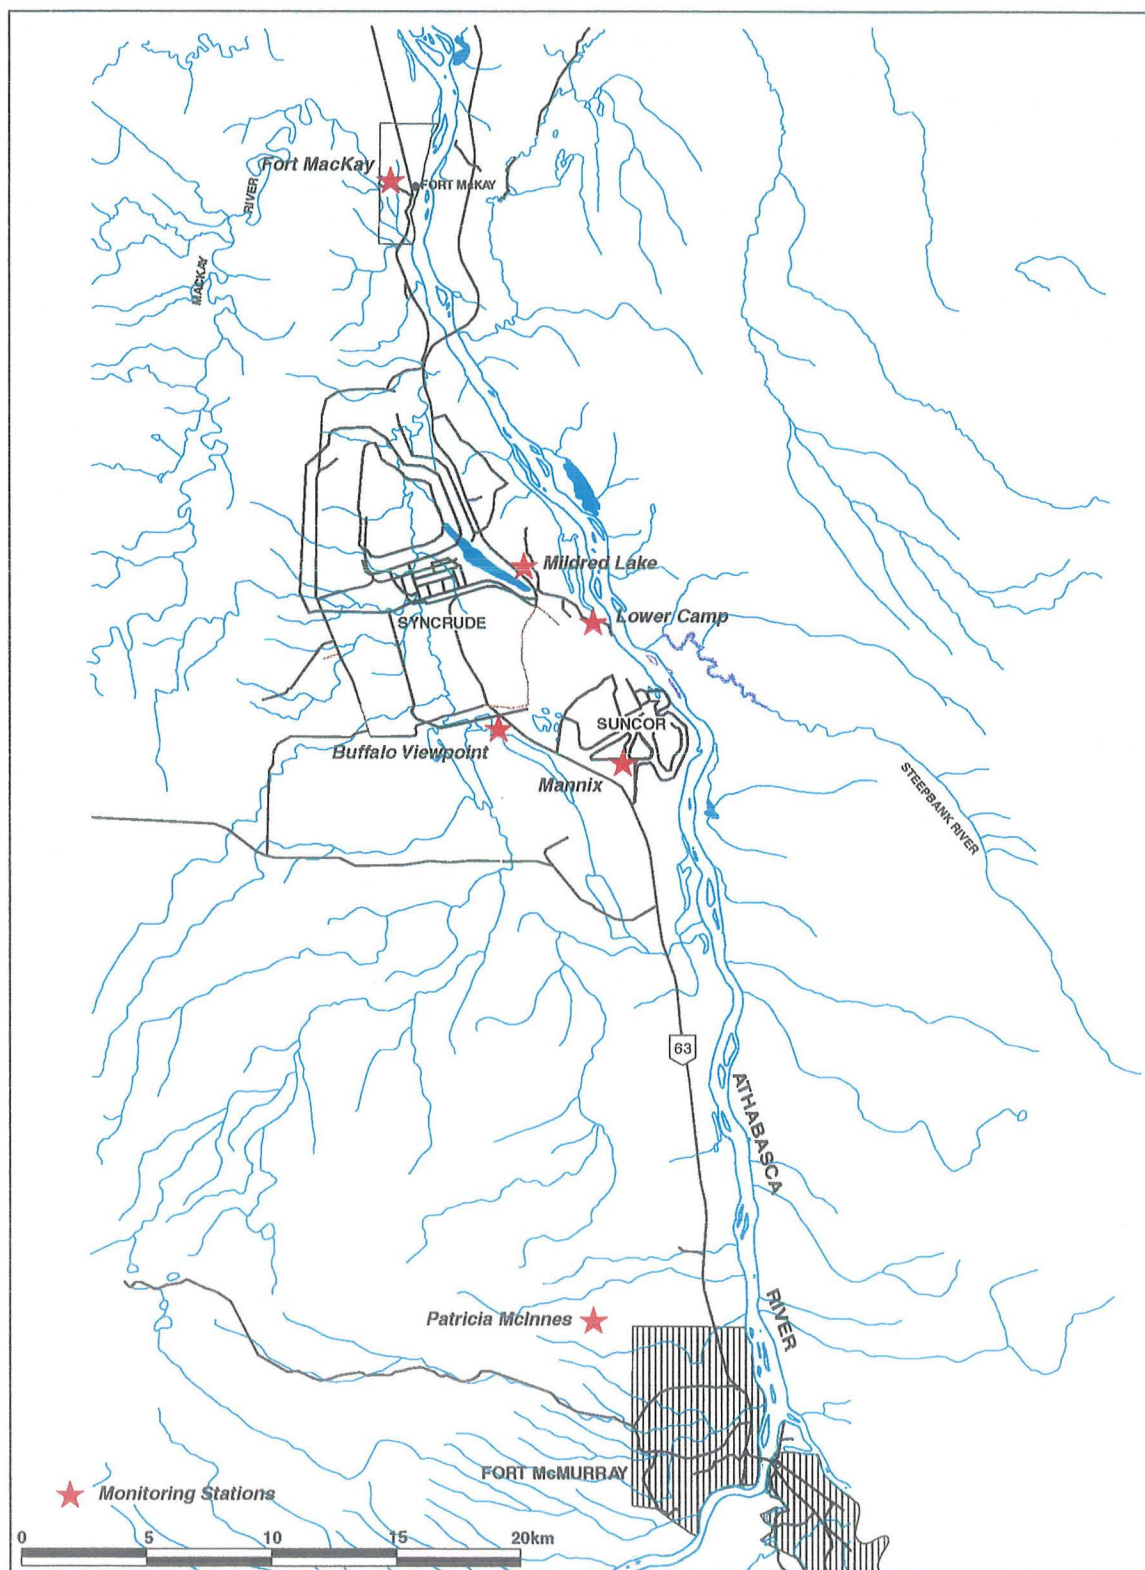 Fort MacKay
FORT McKAY
RIVER
MACKAY
Mildred Lake
Lower Camp
SYNCRUDE
SUNCOR
Buffalo Viewpoint
Mannix
STEEPBANK RIVER
63
ATHABASCA
RIVER
Patricia McInnes
FORT McMURRAY
Monitoring Stations
0 5 10 15 20km